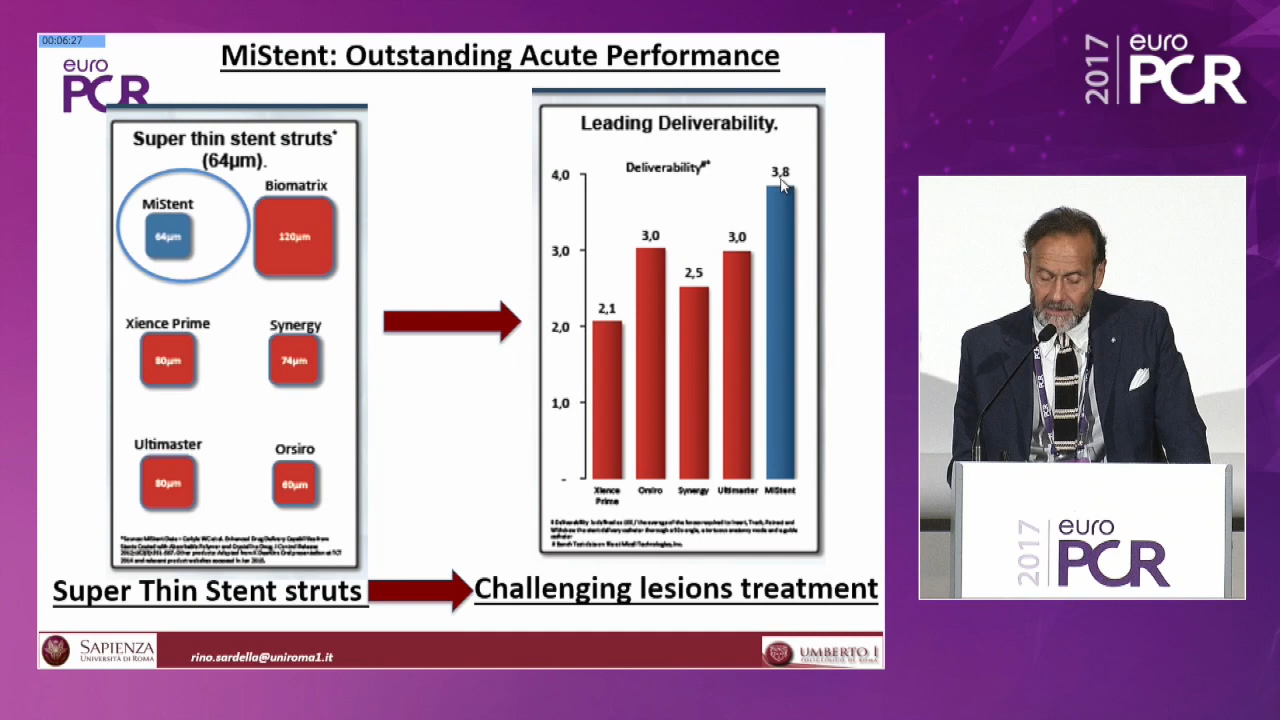 00:06:27
MiStent: Outstanding Acute Performance
euro
PCR
Super thin stent struts*
(64µm).
MiStent
64µm
Biomatrix
120µm
Xience Prime
80µm
Synergy
74µm
Ultimaster
80µm
Orsiro
60µm
Leading Deliverability.
Deliverability#*
4,0
3,0
2,0
1,0
-
2,1
3,0
2,5
3,0
3,8
Xience
Prime
Orsiro
Synergy
Ultimaster
MiStent
Super Thin Stent struts
Challenging lesions treatment
SAPIENZA
UNIVERSITÀ DI ROMA
rino.sardella@uniroma1.it
UMBERTO I
2017
euro
PCR
PCR
PCR
2017
euro
PCR